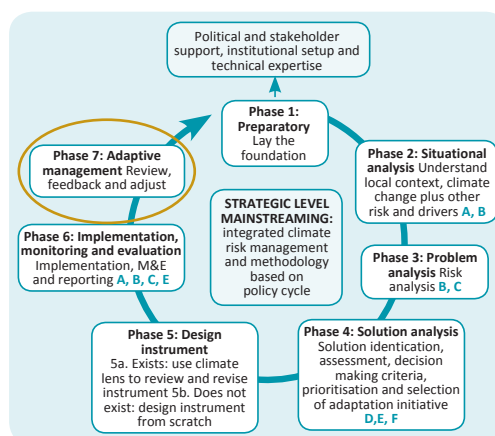 Political and stakeholder
support, institutional setup and
technical expertise
Phase 1:
Preparatory
Lay the
foundation
Phase 2: Situational
analysis Understand
local context, climate
change plus other
risk and drivers A, B
Phase 3: Problem
analysis Risk
analysis B, C
Phase 4: Solution analysis
Solution identication,
assessment, decision
making criteria,
prioritisation and selection
of adaptation initiative
D,E, F
Phase 5: Design
instrument
5a. Exists: use climate
lens to review and revise
instrument 5b. Does not
exist: design instrument
from scratch
Phase 6: Implementation,
monitoring and evaluation
Implementation, M&E
and reporting A, B, C, E
Phase 7: Adaptive
management Review,
feedback and adjust
STRATEGIC LEVEL
MAINSTREAMING:
integrated climate
risk management
and methodology
based on
policy cycle